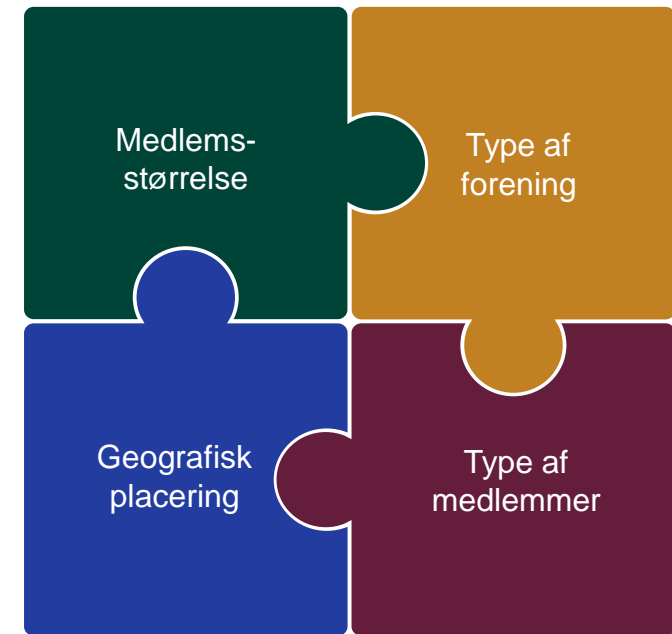 Medlems-
størrelse
Type af
forening
Geografisk
placering
Type af
medlemmer